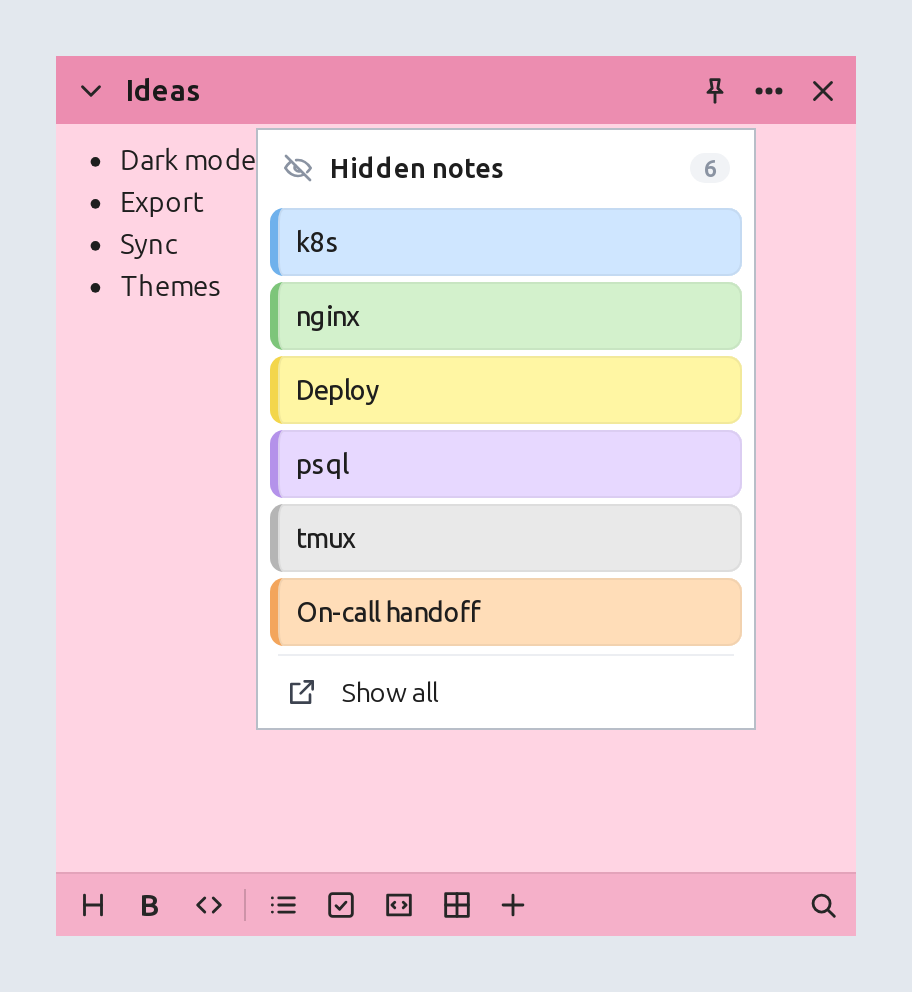 Ideas
Dark mode
Export
Sync
Themes
Hidden notes
6
k8s
nginx
Deploy
psql
tmux
On-call handoff
Show all
H B